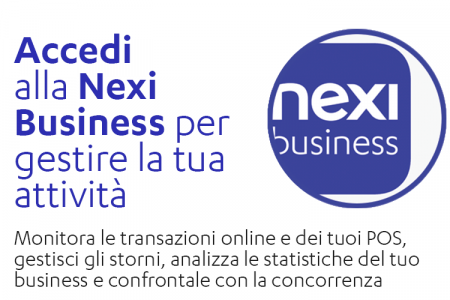 Accedi
alla Nexi
Business per
gestire la tua
attività
nexi
business
Monitora le transazioni online e dei tuoi POS,
gestisci gli storni, analizza le statistiche del tuo
business e confrontale con la concorrenza